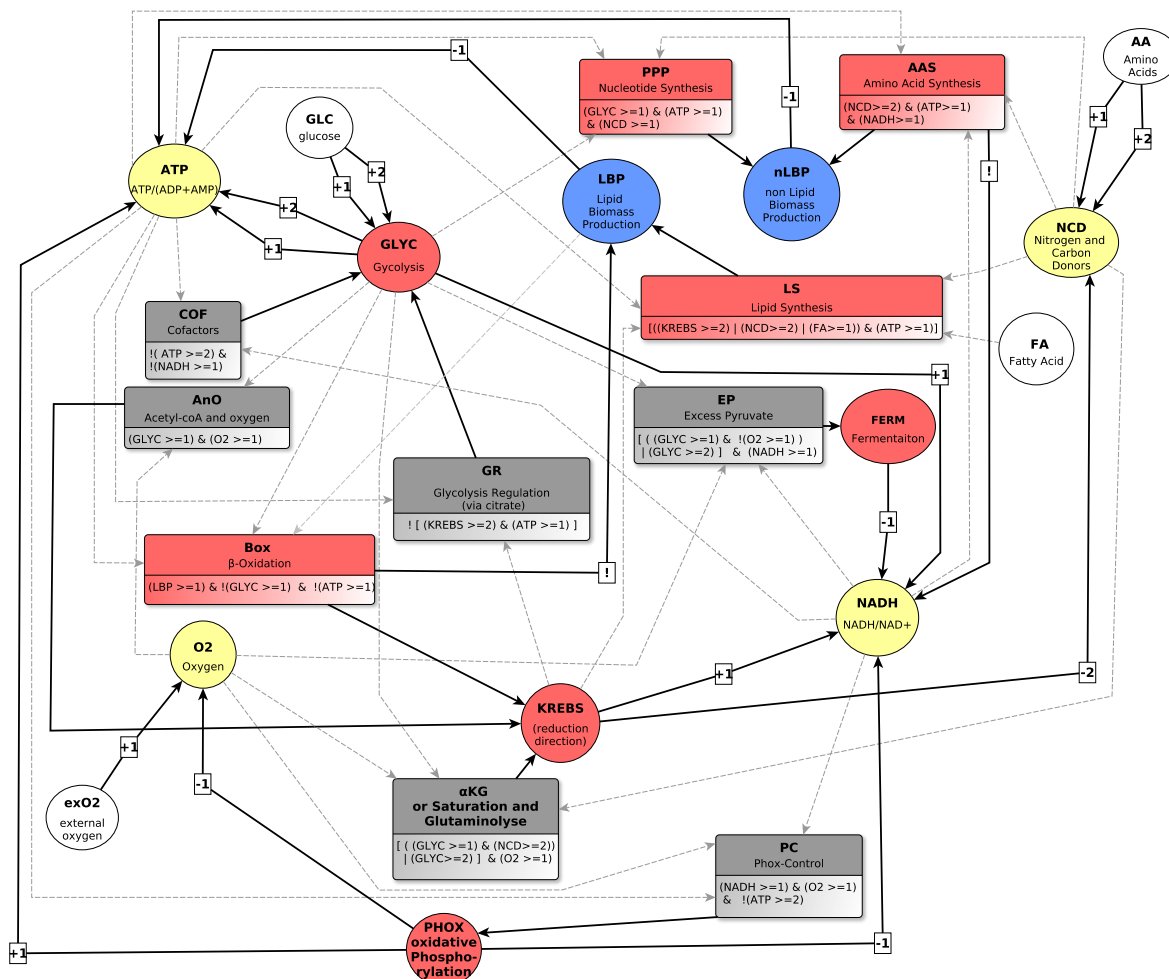 -1
PPP
Nucleotide Synthesis
(GLYC >=1) & (ATP >=1)
& (NCD >=1)
AAS
Amino Acid Synthesis
(NCD>=2) & (ATP>=1)
& (NADH>=1)
AA
Amino
Acids
+1
+2
-1
!
GLC
glucose
+1
+2
ATP
ATP/(ADP+AMP)
+2
+1
LBP
Lipid
Biomass
Production
nLBP
non Lipid
Biomass
Production
NCD
Nitrogen and
Carbon
Donors
GLYC
Gycolysis
LS
Lipid Synthesis
[((KREBS >=2) | (NCD>=2) | (FA>=1)) & (ATP >=1)]
COF
Cofactors
!( ATP >=2) &
!(NADH >=1)
FA
Fatty Acid
+1
AnO
Acetyl-coA and oxygen
(GLYC >=1) & (O2 >=1)
EP
Excess Pyruvate
[ ( (GLYC >=1) & !(O2 >=1) )
| (GLYC >=2) ] & (NADH >=1)
FERM
Fermentaiton
GR
Glycolysis Regulation
(via citrate)
! [ (KREBS >=2) & (ATP >=1) ]
-1
Box
β-Oxidation
(LBP >=1) & !(GLYC >=1) & !(ATP >=1)
!
NADH
NADH/NAD+
O2
Oxygen
+1
-2
KREBS
(reduction
direction)
+1
-1
exO2
external
oxygen
αKG
or Saturation and
Glutaminolyse
[ ( (GLYC >=1) & (NCD>=2))
| (GLYC>=2) ] & (O2 >=1)
PC
Phox-Control
(NADH >=1) & (O2 >=1)
& !(ATP >=2)
+1
PHOX
oxidative
Phospho-
rylation
-1